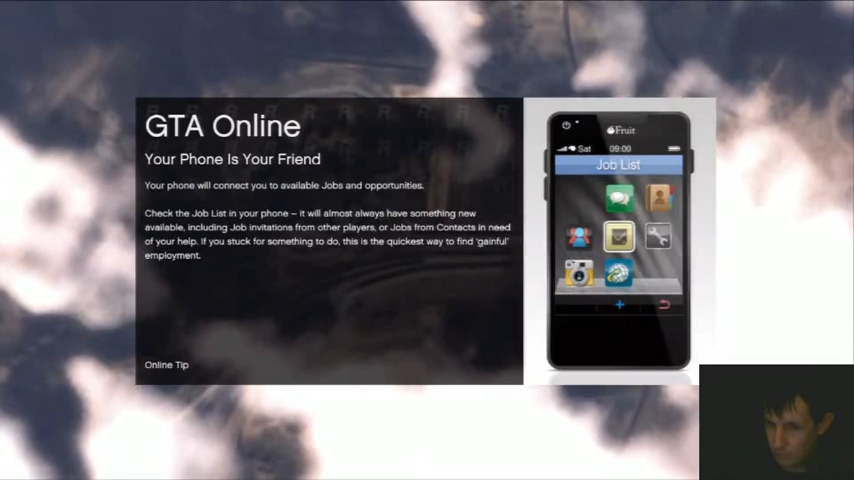 GTA Online
Your Phone Is Your Friend
Your phone will connect you to available Jobs and opportunities.
Check the Job List in your phone – it will almost always have something new
available, including Job invitations from other players, or Jobs from Contacts in need
of your help. If you stuck for something to do, this is the quickest way to find 'gainful'
employment.
Online Tip
Fruit
Sat 09:00
Job List